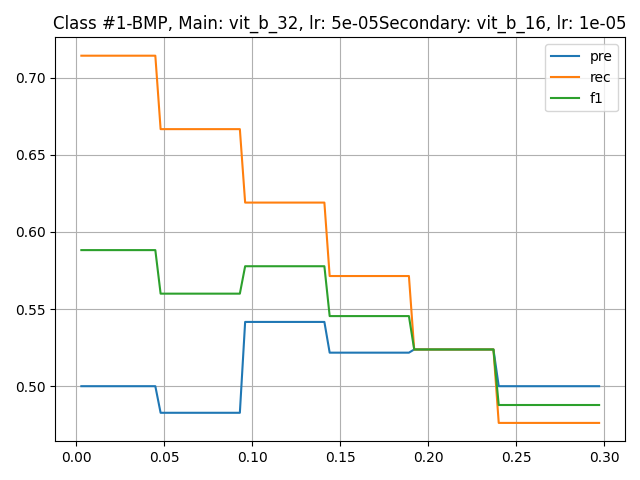 Class #1-BMP, Main: vit_b_32, lr: 5e-05Secondary: vit_b_16, lr: 1e-05
pre
rec
f1
0.70
0.65
0.60
0.55
0.50
0.00 0.05 0.10 0.15 0.20 0.25 0.30